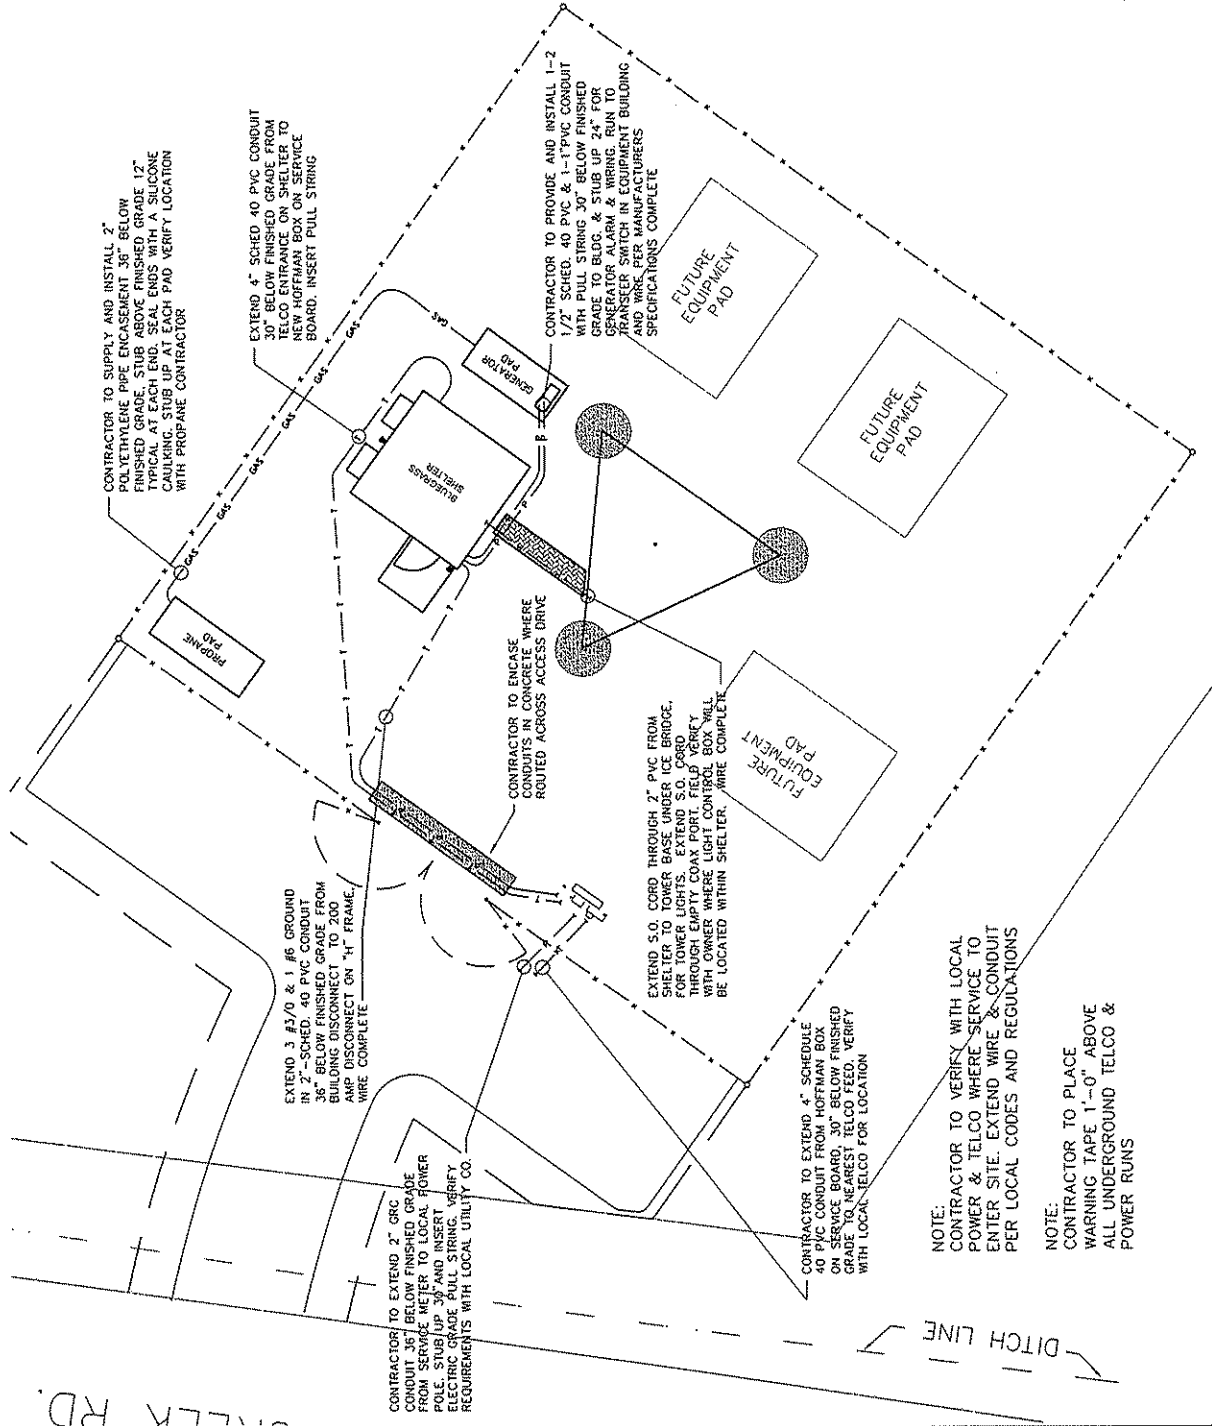 CONTRACTOR TO SUPPLY AND INSTALL 2"
POLYETHYLENE PIPE ENCASEMENT 36" BELOW
FINISHED GRADE, STUB ABOVE FINISHED GRADE 12"
TYPICAL AT EACH END. SEAL ENDS WITH A SILICONE
CAULKING. STUB UP AT EACH PAD VERIFY LOCATION
WITH PROPANE CONTRACTOR
EXTEND 4" SCHED 40 PVC CONDUIT
30" BELOW FINISHED GRADE FROM
TELCO ENTRANCE ON SHELTER TO
NEW HOFFMAN BOX ON SERVICE
BOARD. INSERT PULL STRING
CONTRACTOR TO PROVIDE AND INSTALL 1-2
1/2" SCHED. 40 PVC & 1-1"PVC CONDUIT
WITH PULL STRING 30" BELOW FINISHED
GRADE TO BLDG. & STUB UP 24" FOR
GENERATOR ALARM & WIRING. RUN TO
TRANSFER SWITCH IN EQUIPMENT BUILDING
AND WIRE PER MANUFACTURERS
SPECIFICATIONS COMPLETE
GAS
GAS
GAS
GAS
GAS
GAS
GAS
PROPANE
PAD
GENERATOR
PAD
BLUEGRASS
SHELTER
FUTURE
EQUIPMENT
PAD
FUTURE
EQUIPMENT
PAD
FUTURE
EQUIPMENT
PAD
CONTRACTOR TO ENCASE
CONDUITS IN CONCRETE WHERE
ROUTED ACROSS ACCESS DRIVE
EXTEND 3 #3/0 & 1 #6 GROUND
IN 2"-SCHED. 40 PVC CONDUIT
36" BELOW FINISHED GRADE FROM
BUILDING DISCONNECT TO 200
AMP DISCONNECT ON "H" FRAME,
WIRE COMPLETE
EXTEND S.O. CORD THROUGH 2" PVC FROM
SHELTER TO TOWER BASE UNDER ICE BRIDGE,
FOR TOWER LIGHTS. EXTEND S.O. CORD
THROUGH EMPTY COAX PORT. FIELD VERIFY
WITH OWNER WHERE LIGHT CONTROL BOX WILL
BE LOCATED WITHIN SHELTER. WIRE COMPLETE
CONTRACTOR TO EXTEND 2" GRC
CONDUIT 36" BELOW FINISHED GRADE
FROM SERVICE METER TO LOCAL POWER
POLE. STUB UP 30" AND INSERT
ELECTRIC GRADE PULL STRING. VERIFY
REQUIREMENTS WITH LOCAL UTILITY CO.
CONTRACTOR TO EXTEND 4" SCHEDULE
40 PVC CONDUIT FROM HOFFMAN BOX
ON SERVICE BOARD, 30" BELOW FINISHED
GRADE TO NEAREST TELCO FEED. VERIFY
WITH LOCAL TELCO FOR LOCATION
NOTE:
CONTRACTOR TO VERIFY WITH LOCAL
POWER & TELCO WHERE SERVICE TO
ENTER SITE. EXTEND WIRE & CONDUIT
PER LOCAL CODES AND REGULATIONS
NOTE:
CONTRACTOR TO PLACE
WARNING TAPE 1'-0" ABOVE
ALL UNDERGROUND TELCO &
POWER RUNS
DITCH LINE
RD.